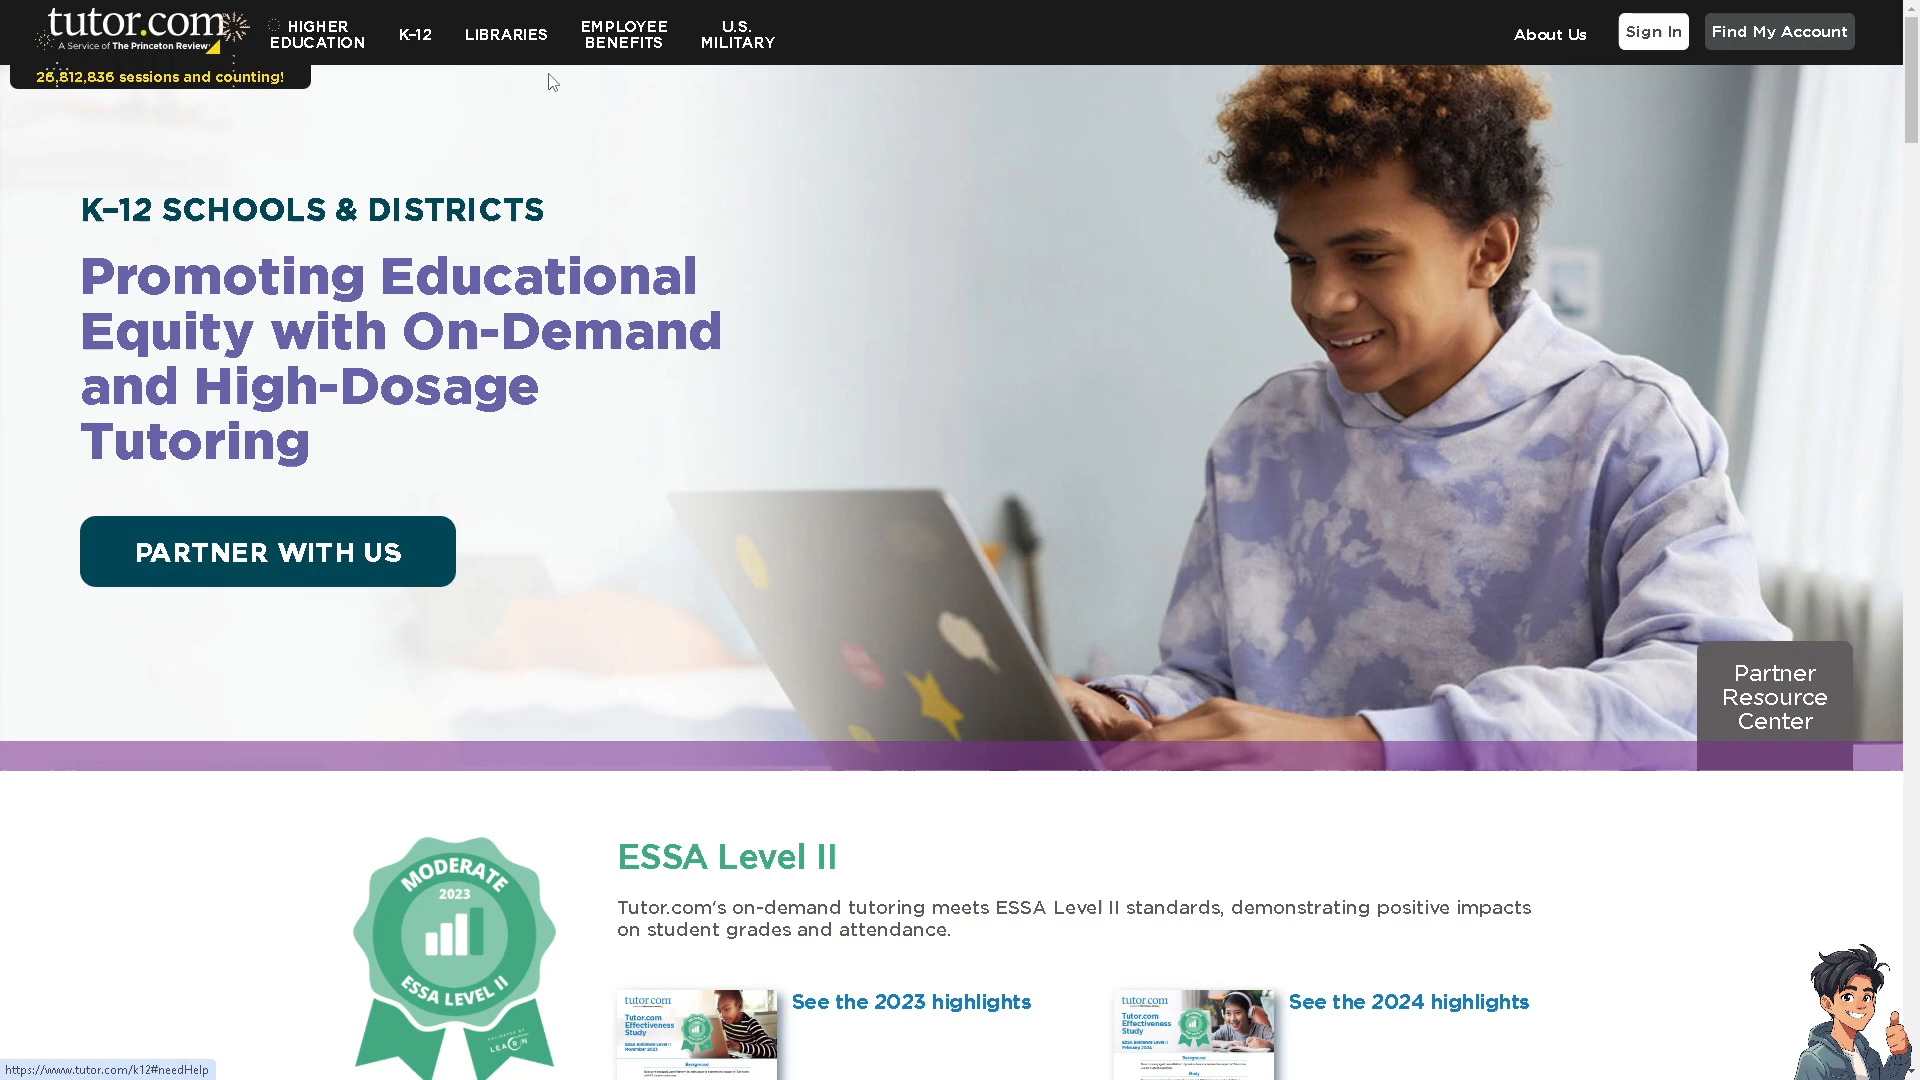 tutor.com
A Service of The Princeton Review
26,812,836 sessions and counting!
HIGHER
EDUCATION
K–12
LIBRARIES
EMPLOYEE
BENEFITS
U.S.
MILITARY
About Us
Sign In
Find My Account
K–12 SCHOOLS & DISTRICTS
Promoting Educational
Equity with On-Demand
and High-Dosage
Tutoring
PARTNER WITH US
Partner
Resource
Center
MODERATE
2023
ESSA LEVEL II
LEARN
ESSA Level II
Tutor.com's on-demand tutoring meets ESSA Level II standards, demonstrating positive impacts
on student grades and attendance.
tutor.com
Tutor.com
Effectiveness
Study
ESSA Evidence Level II
November 2023
Background
See the 2023 highlights
tutor.com
Tutor.com
Effectiveness
Study
ESSA Evidence Level II
February 2024
Background
Study
See the 2024 highlights
https://www.tutor.com/k12#needHelp